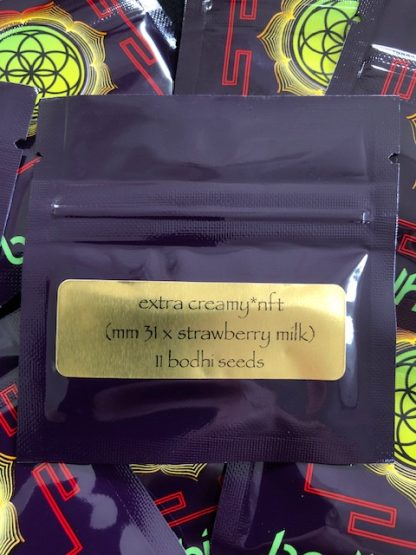 extra creamy*nft
(mm 31 x strawberry milk)
11 bodhi seeds